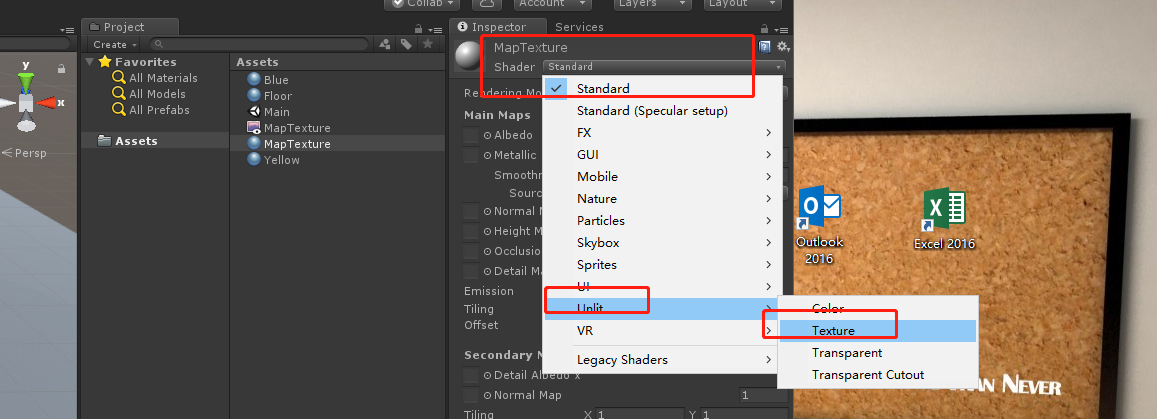 Collab
Account
Layers
Layout
Project
Inspector
Services
Create
MapTexture
Shader
Standard
Favorites
All Materials
All Models
All Prefabs
Assets
Assets
Blue
Floor
Main
MapTexture
MapTexture
Yellow
y
x
Persp
Rendering Mo
Main Maps
Albedo
Metallic
Smoothn
Sour
Normal M
Height M
Occlusio
Detail Ma
Emission
Tiling
Offset
Secondary M
Detail Albedo x
Normal Map
1
Tiling
X 1
Y 1
Standard
Standard (Specular setup)
FX
GUI
Mobile
Nature
Particles
Skybox
Sprites
UI
Unlit
VR
Legacy Shaders
Color
Texture
Transparent
Transparent Cutout
Outlook
2016
Excel 2016
Never